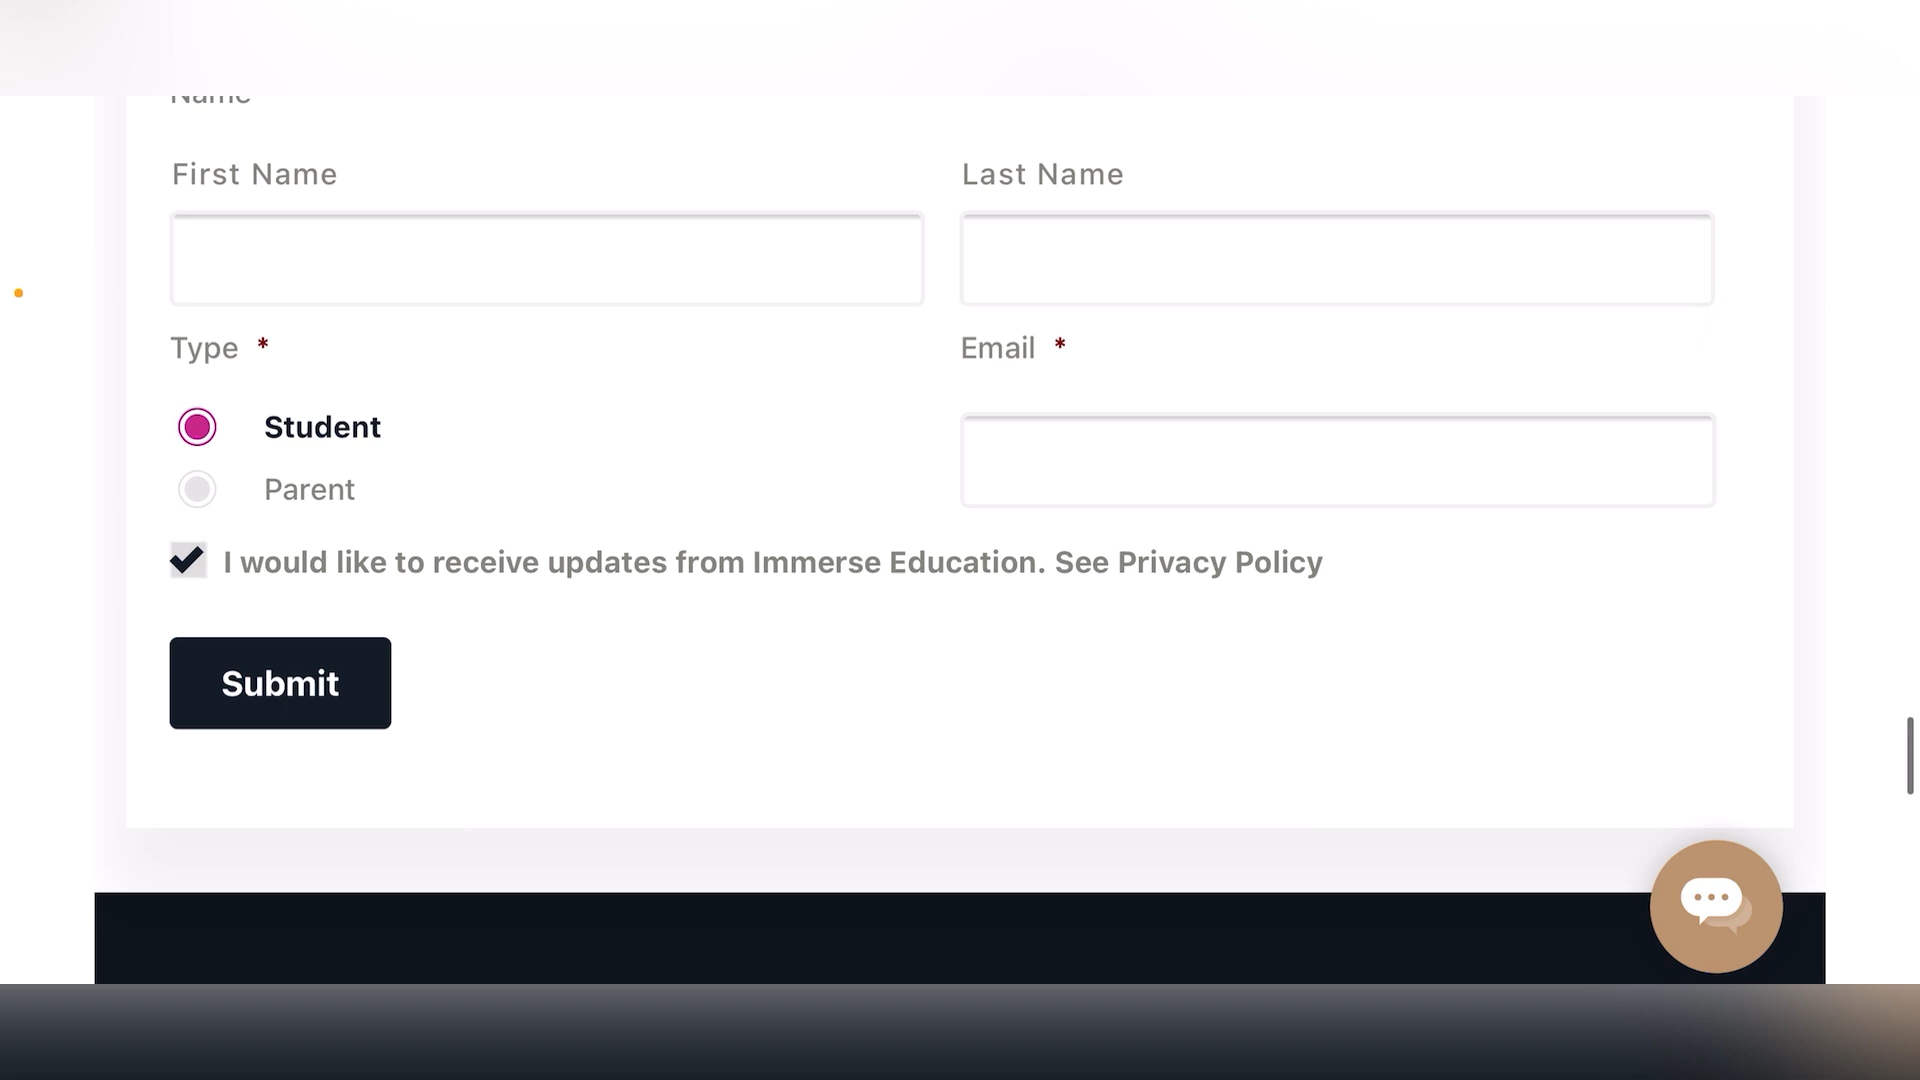 Name
First Name
Last Name
Type *
Email *
Student
Parent
I would like to receive updates from Immerse Education. See Privacy Policy
Submit